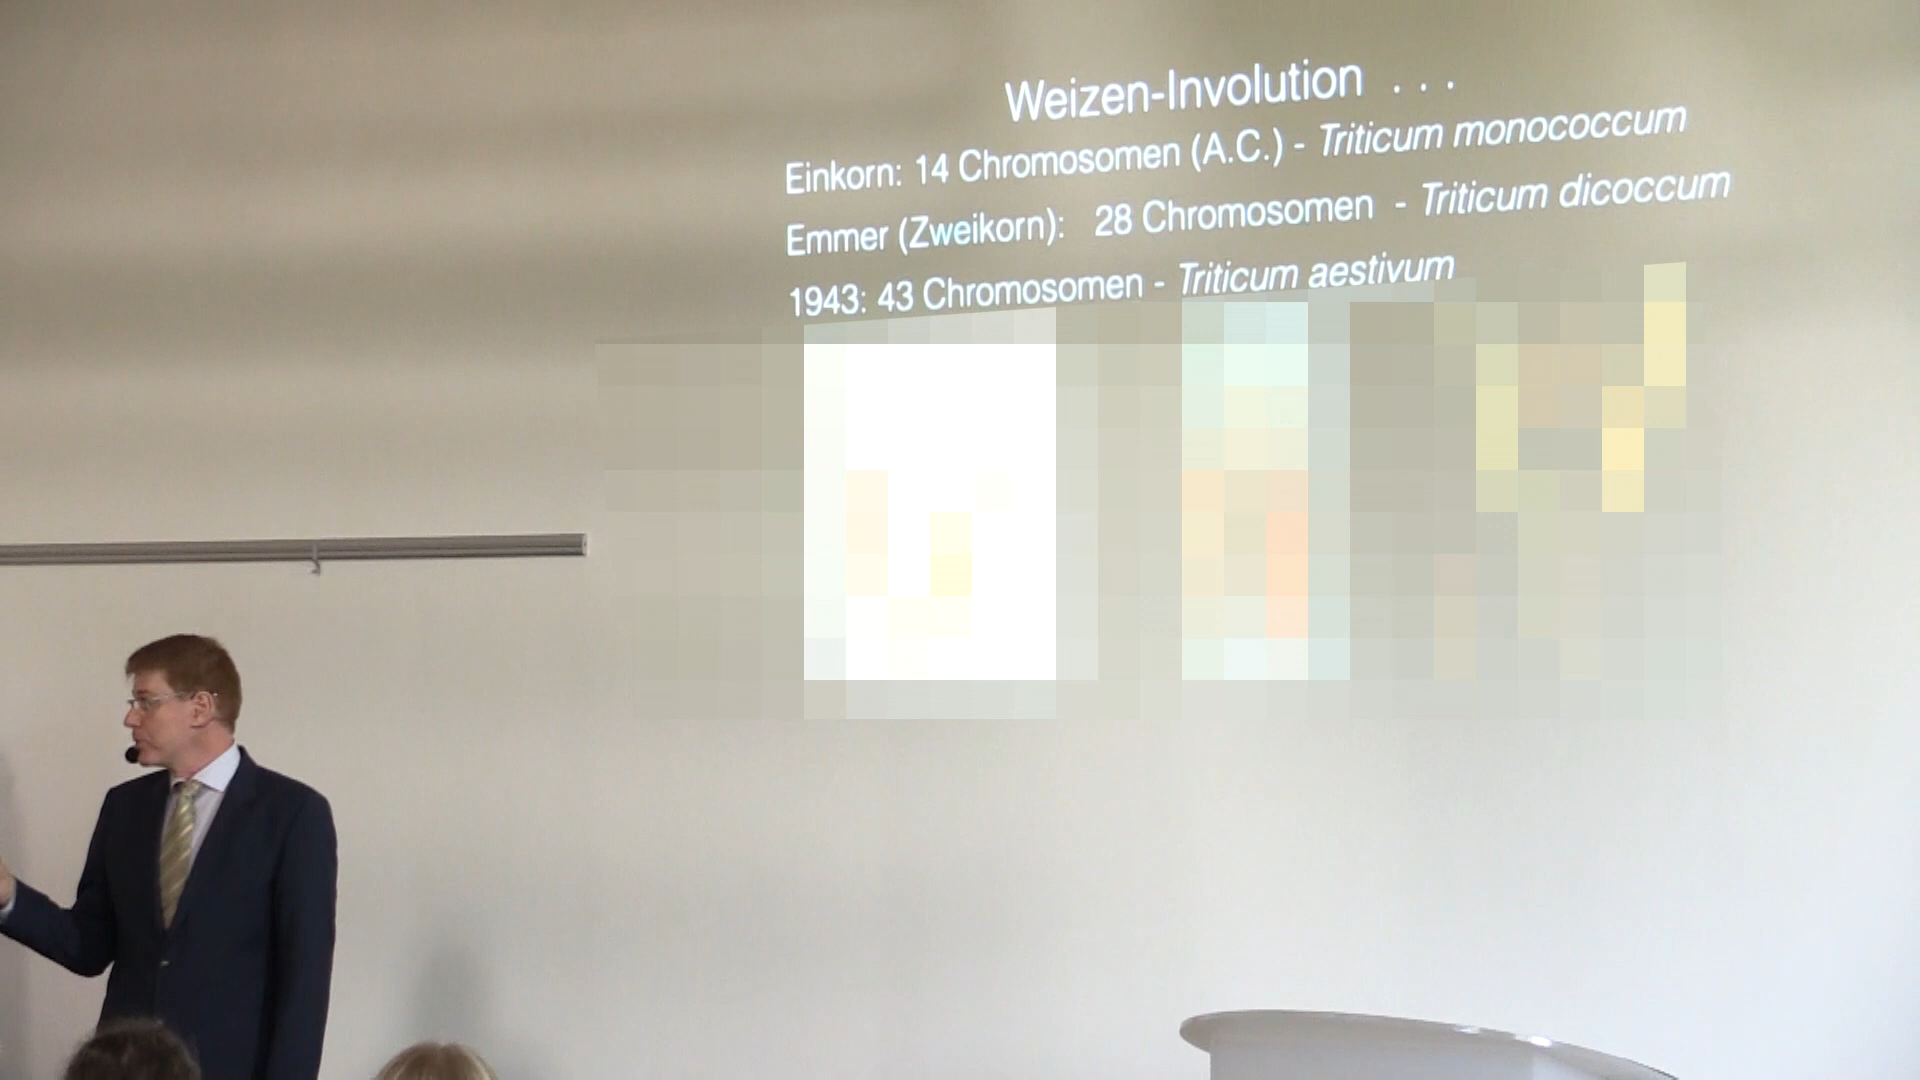 Weizen-Involution . . .
Einkorn: 14 Chromosomen (A.C.) - Triticum monococcum
Emmer (Zweikorn): 28 Chromosomen - Triticum dicoccum
1943: 43 Chromosomen - Triticum aestivum